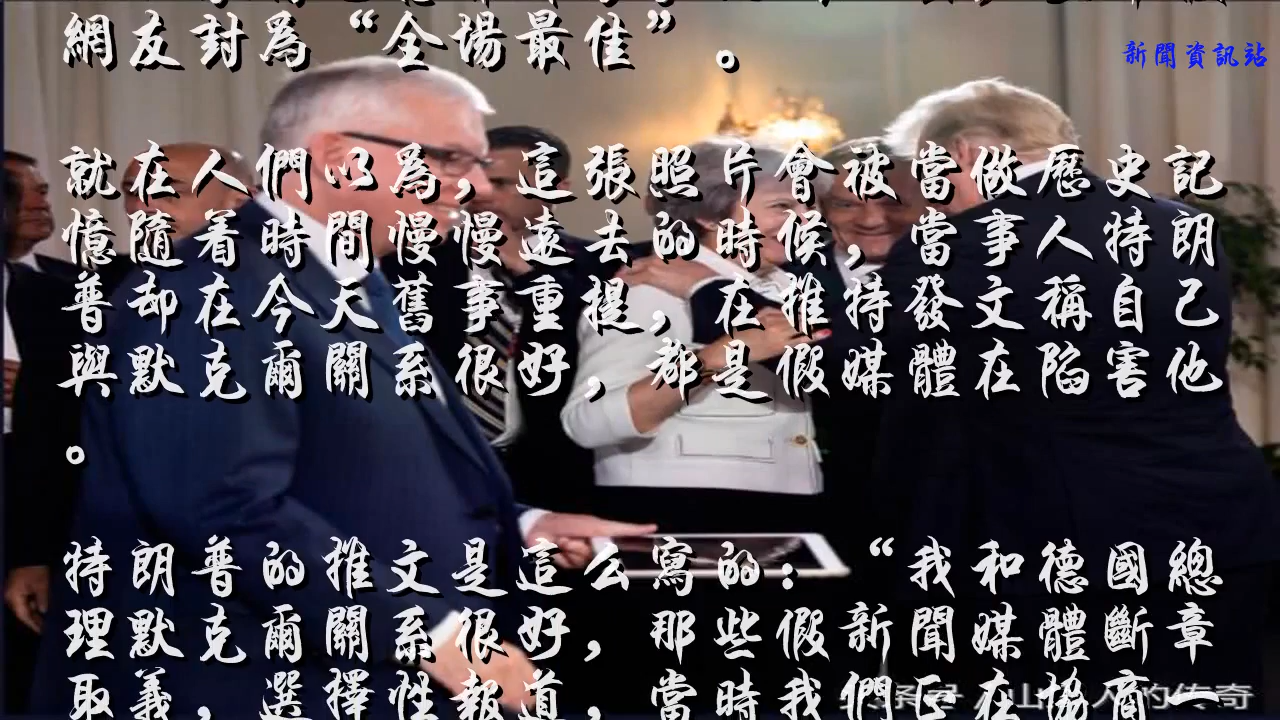 網友封為“全場最佳”。
新聞資訊站
就在人們以為，這張照片會被當做歷史記
憶隨着時間慢慢遠去的時候，當事人特朗
普却在今天舊事重提，在推特發文稱自己
與默克爾關系很好，都是假媒體在陷害他
。
特朗普的推文是這么寫的：“我和德國總
理默克爾關系很好，那些假新聞媒體斷章
取義，選擇性報道，當時我們正在協商一